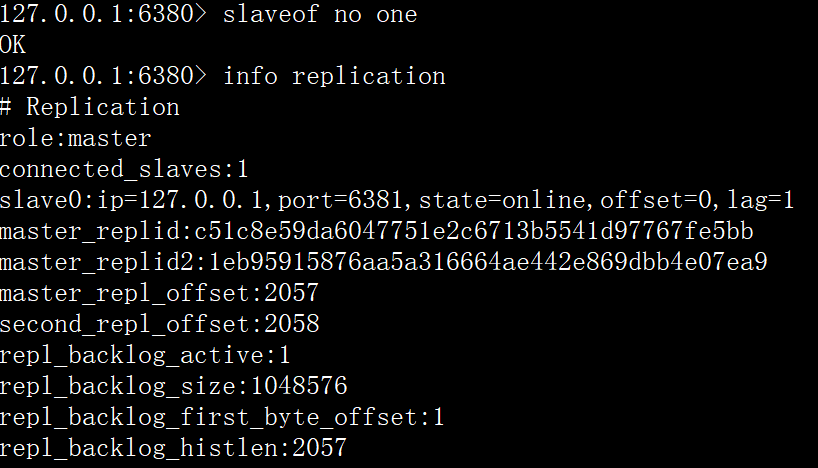 127.0.0.1:6380> slaveof no one
OK
127.0.0.1:6380> info replication
# Replication
role:master
connected_slaves:1
slave0:ip=127.0.0.1,port=6381,state=online,offset=0,lag=1
master_replid:c51c8e59da6047751e2c6713b5541d97767fe5bb
master_replid2:1eb95915876aa5a316664ae442e869dbb4e07ea9
master_repl_offset:2057
second_repl_offset:2058
repl_backlog_active:1
repl_backlog_size:1048576
repl_backlog_first_byte_offset:1
repl_backlog_histlen:2057